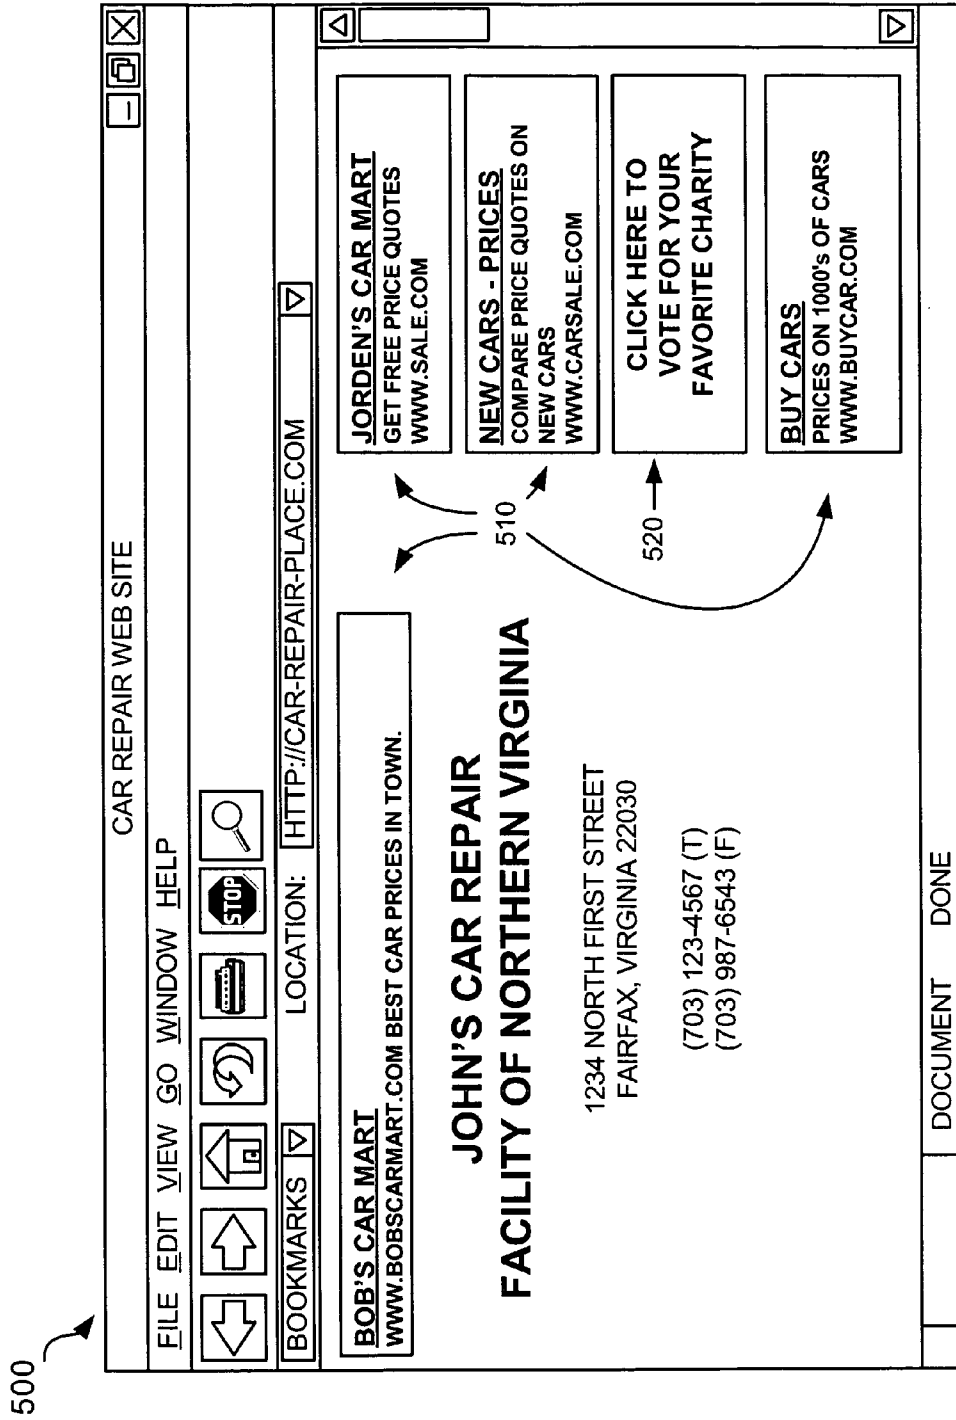 500
CAR REPAIR WEB SITE
FILE EDIT VIEW GO WINDOW HELP
STOP
BOOKMARKS LOCATION: HTTP://CAR-REPAIR-PLACE.COM
BOB'S CAR MART
WWW.BOBSCARMART.COM BEST CAR PRICES IN TOWN.
JOHN'S CAR REPAIR
FACILITY OF NORTHERN VIRGINIA
1234 NORTH FIRST STREET
FAIRFAX, VIRGINIA 22030
(703) 123-4567 (T)
(703) 987-6543 (F)
510
520
JORDEN'S CAR MART
GET FREE PRICE QUOTES
WWW.SALE.COM
NEW CARS - PRICES
COMPARE PRICE QUOTES ON
NEW CARS
WWW.CARSALE.COM
CLICK HERE TO
VOTE FOR YOUR
FAVORITE CHARITY
BUY CARS
PRICES ON 1000's OF CARS
WWW.BUYCAR.COM
DOCUMENT DONE